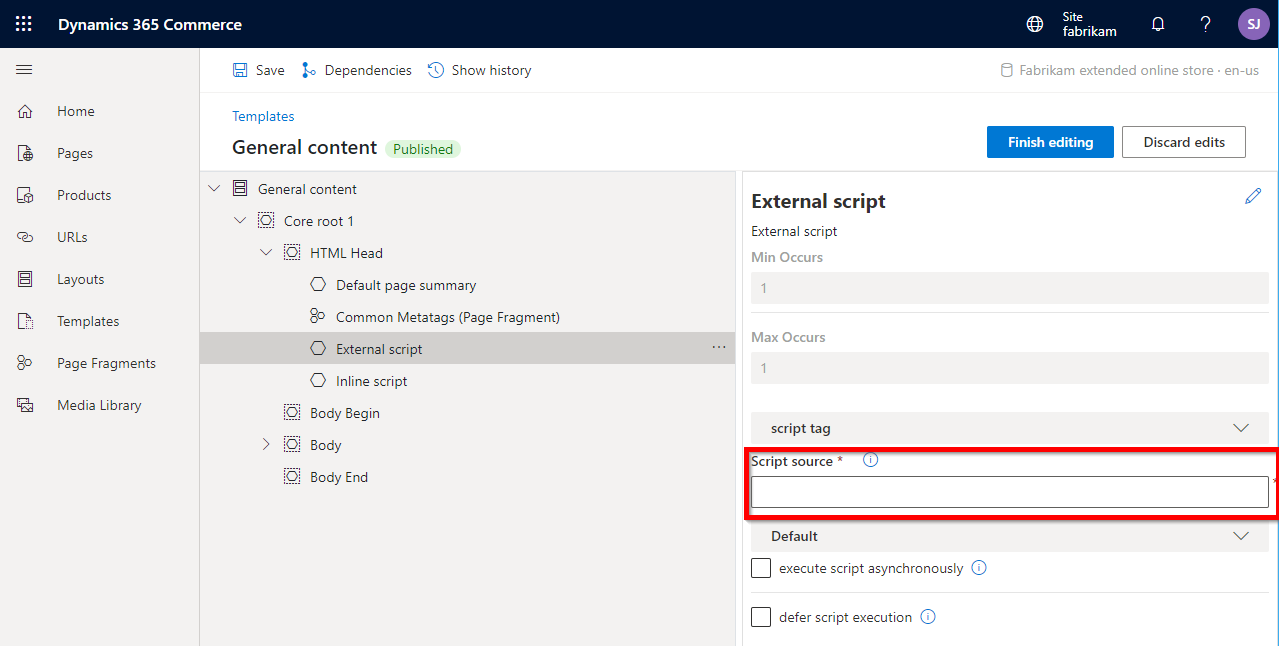 Dynamics 365 Commerce
Site
fabrikam
?
SJ
Save
Dependencies
Show history
Fabrikam extended online store · en-us
Home
Pages
Products
URLs
Layouts
Templates
Page Fragments
Media Library
Templates
General content
Published
Finish editing
Discard edits
General content
Core root 1
HTML Head
Default page summary
Common Metatags (Page Fragment)
External script
...
Inline script
Body Begin
Body
Body End
External script
External script
Min Occurs
1
Max Occurs
1
script tag
Script source *
*
Default
execute script asynchronously
defer script execution